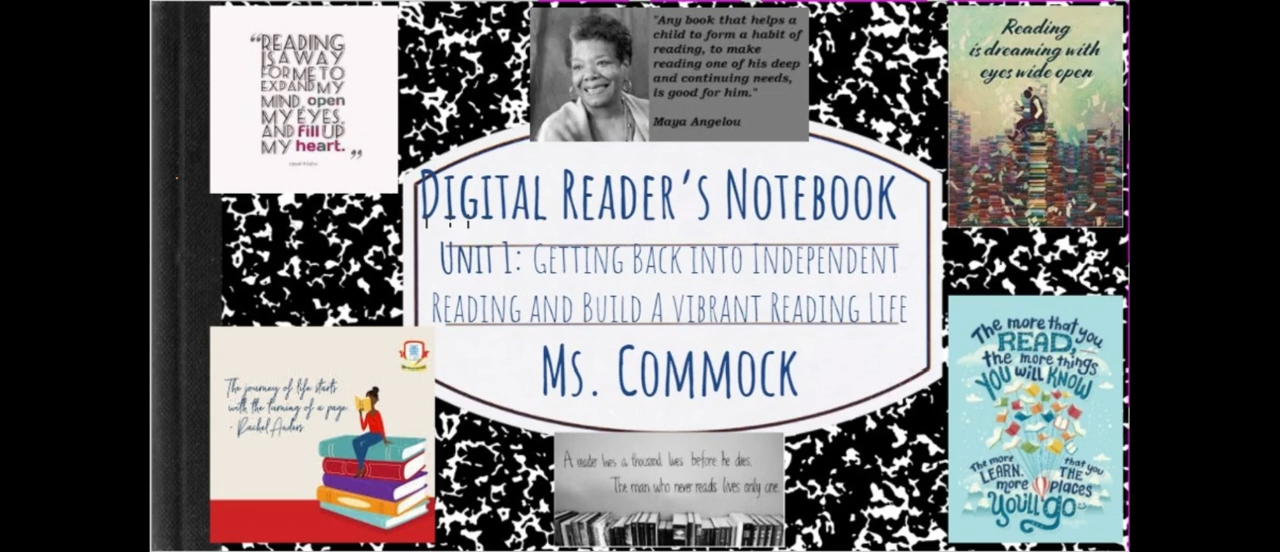 “READING
IS A WAY
FOR ME TO
EXPAND MY
MIND, open
MY EYES,
AND fill UP
MY heart.
”
"Any book that helps a
child to form a habit of
reading, to make
reading one of his deep
and continuing needs,
is good for him."
Maya Angelou
Reading
is dreaming with
eyes wide open
Digital Reader's Notebook
Unit 1: Getting Back into Independent
Reading and Build A vibrant Reading Life
Ms. Commock
The journey of life starts
with the turning of a page.
- Rachel Anders
A reader lives a thousand lives before he dies.
The man who never reads lives only one.
The more that you
READ,
the more things
YOU WILL KNOW
The more that you
LEARN, THE
more PLACES
You'll go